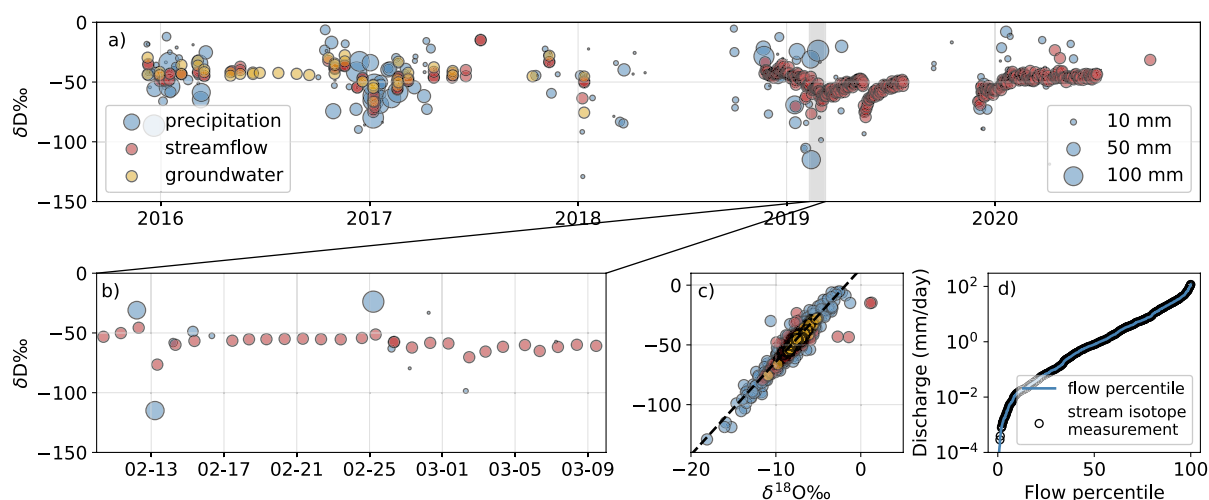 0
−50
−100
−150
δD‰
a)
precipitation
streamflow
groundwater
10 mm
50 mm
100 mm
2016
2017
2018
2019
2020
0
−50
−100
−150
δD‰
b)
02-13
02-17
02-21
02-25
03-01
03-05
03-09
0
−50
−100
c)
−20
−10
0
δ¹⁸O‰
Discharge (mm/day)
10²
10⁰
10⁻²
10⁻⁴
d)
flow percentile
stream isotope
measurement
0
50
100
Flow percentile